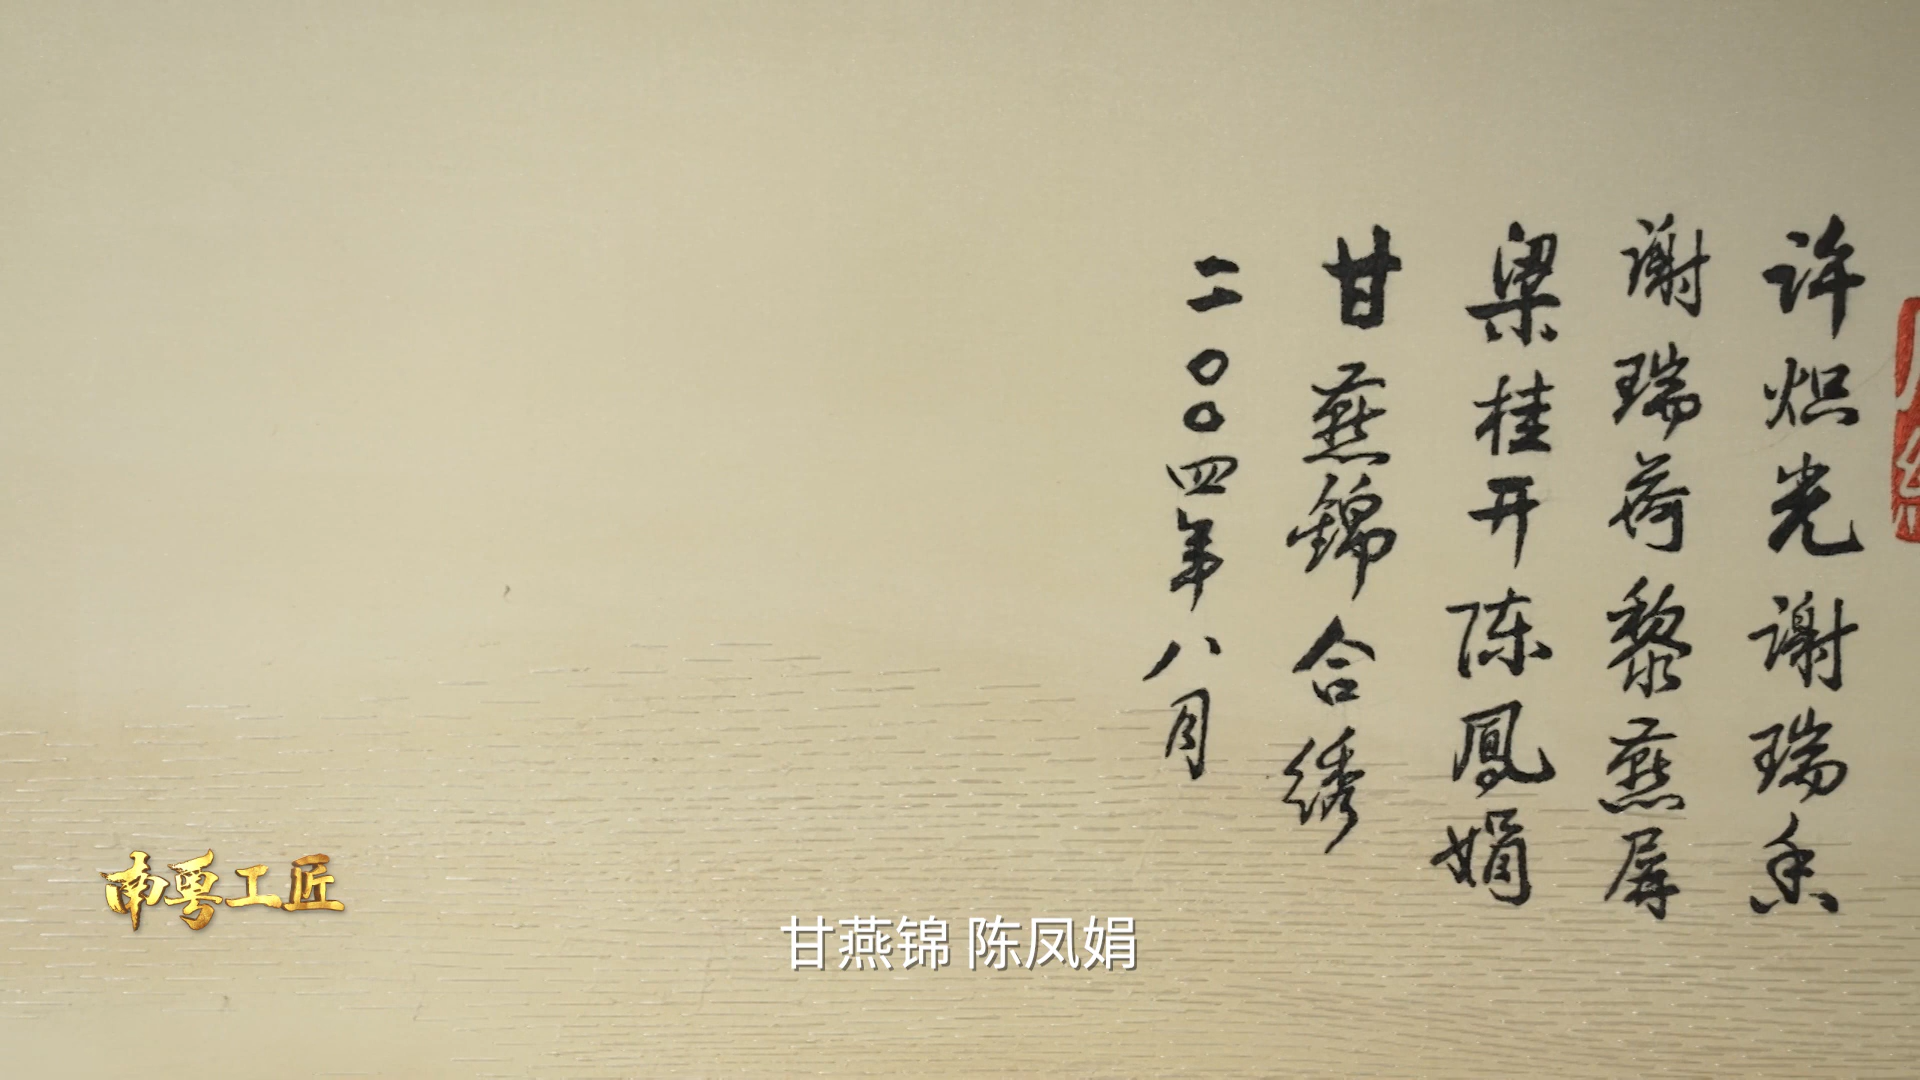 许炽光谢瑞香
谢瑞荷黎燕屏
梁桂开陈鳳娟
甘燕錦合绣
二〇〇四年八月
南粤工匠
甘燕锦 陈凤娟